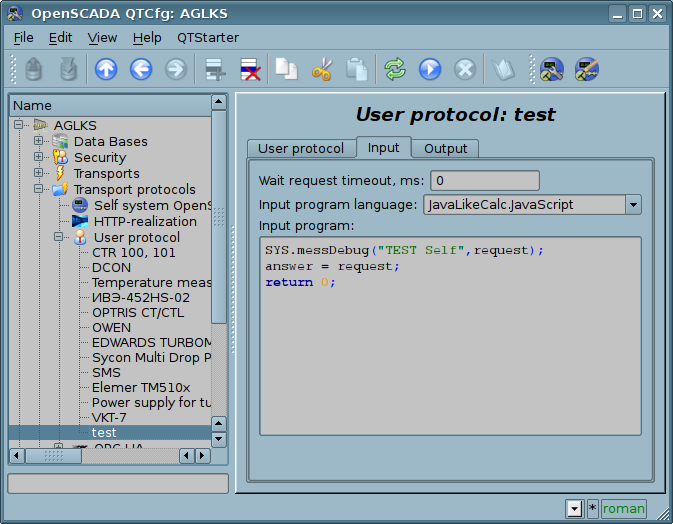 OpenSCADA QTCfg: AGLKS
File Edit View Help QTStarter
Name
AGLKS
Data Bases
Security
Transports
Transport protocols
Self system OpenS
HTTP-realization
User protocol
CTR 100, 101
DCON
Temperature meas
ИВЭ-452HS-02
OPTRIS CT/CTL
OWEN
EDWARDS TURBOM
Sycon Multi Drop P
SMS
Elemer TM510x
Power supply for tu
VKT-7
test
OPC UA
User protocol: test
User protocol Input Output
Wait request timeout, ms: 0
Input program language: JavaLikeCalc.JavaScript
Input program:
SYS.messDebug("TEST Self",request);
answer = request;
return 0;
* roman